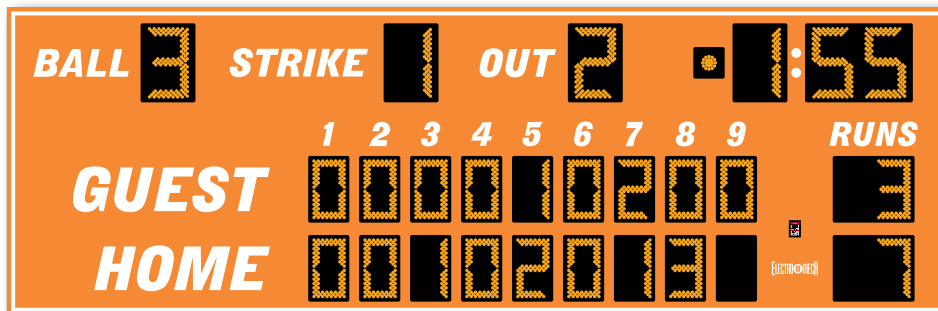 BALL 3 STRIKE 1 OUT 2 1:55
1 2 3 4 5 6 7 8 9 RUNS
GUEST 0 0 0 0 1 0 2 0 0 3
HOME 0 0 1 0 2 0 1 3 7
ELECTRO-MECH